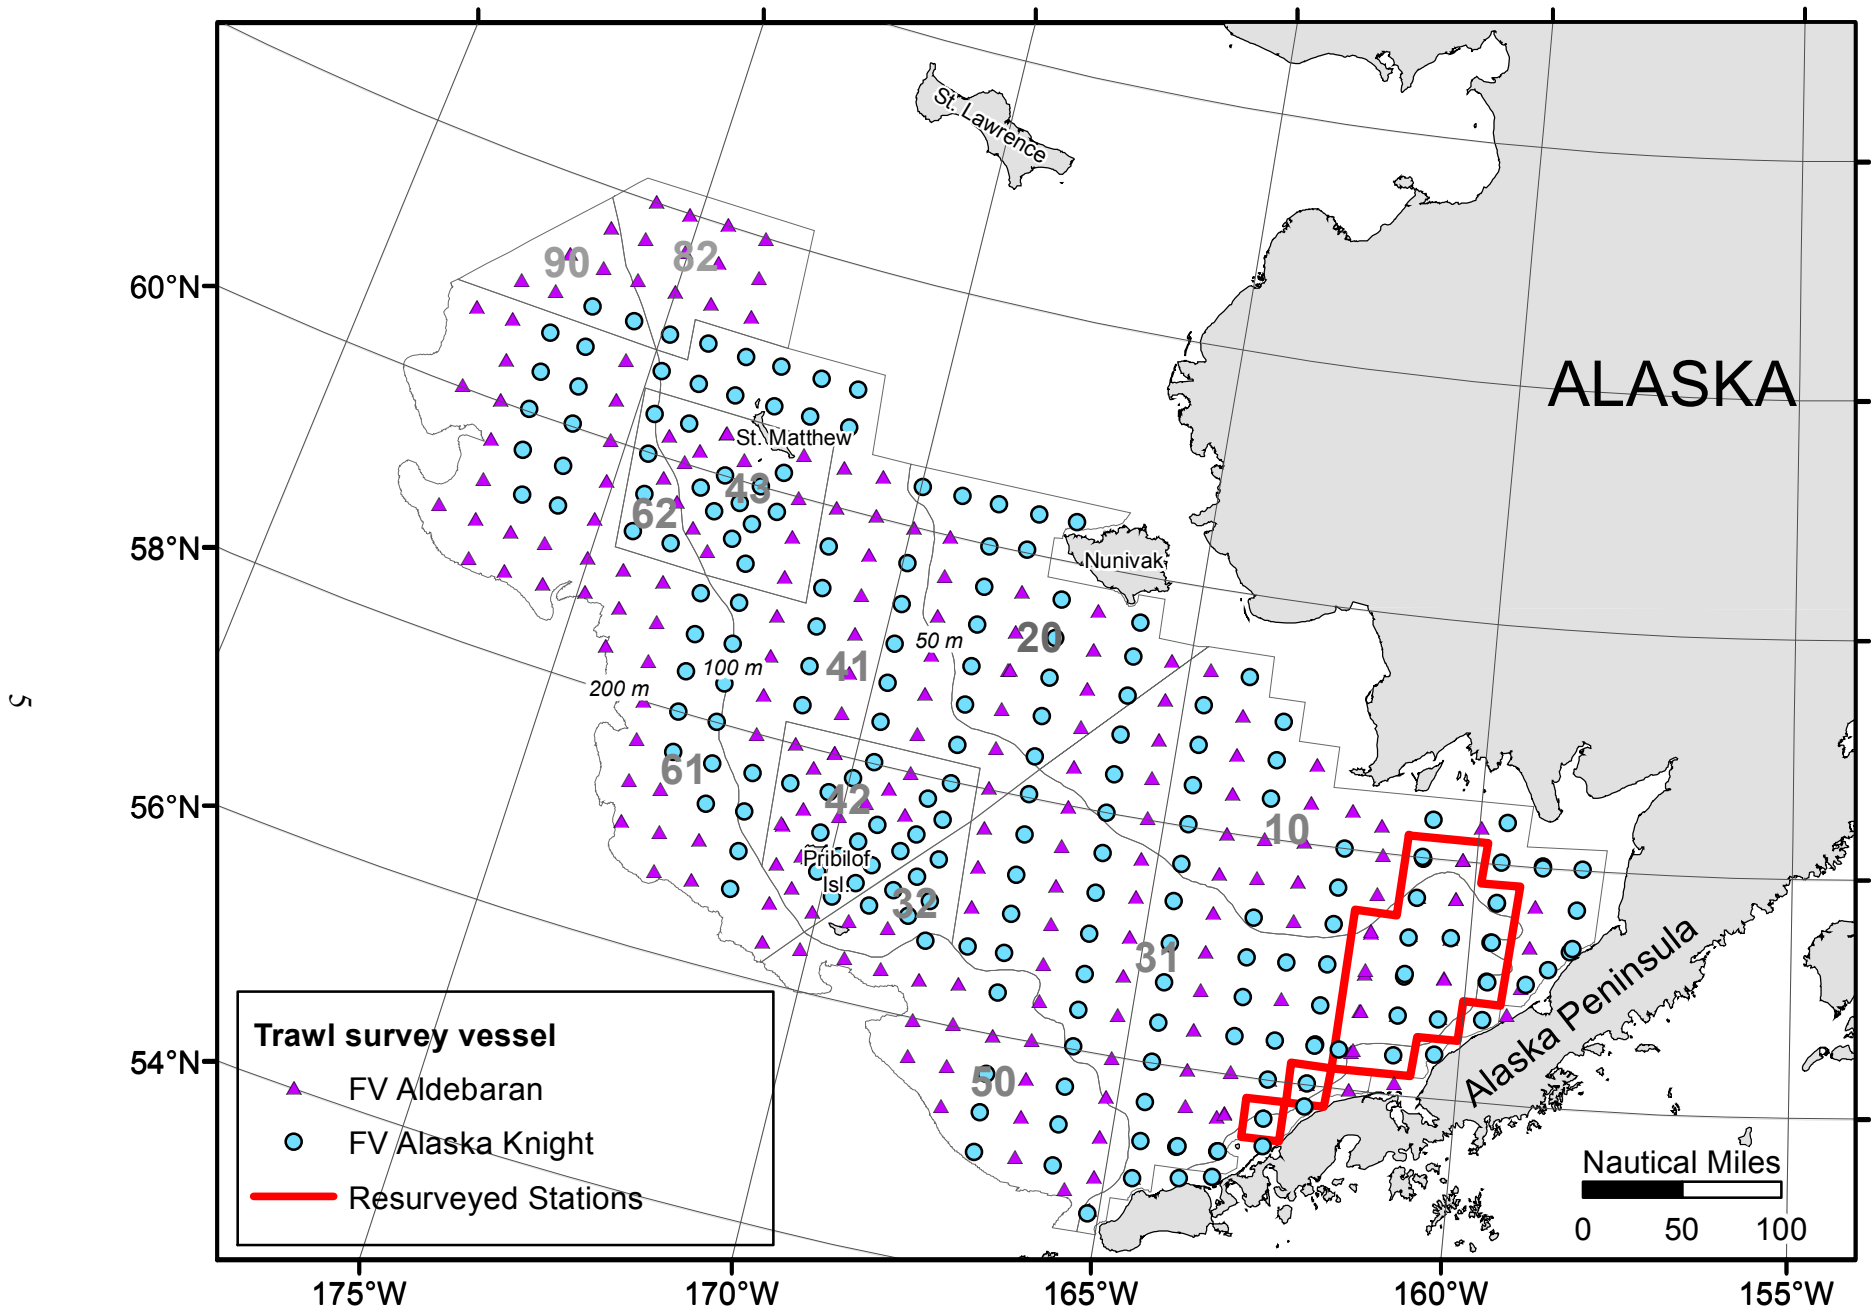 St. Lawrence
90
82
60°N
ALASKA
St. Matthew
43
62
58°N
Nunivak
20
50 m
41
100 m
200 m
5
61
42
56°N
10
Pribilof
Isl.
32
31
Alaska Peninsula
50
54°N
Trawl survey vessel
FV Aldebaran
FV Alaska Knight
Resurveyed Stations
Nautical Miles
0 50 100
175°W 170°W 165°W 160°W 155°W